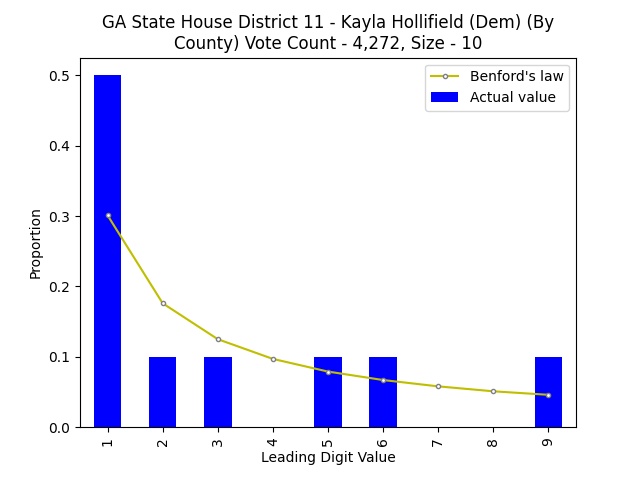 GA State House District 11 - Kayla Hollifield (Dem) (By
County) Vote Count - 4,272, Size - 10
Benford's law
Actual value
0.5
0.4
0.3
0.2
0.1
0.0
Proportion
1 2 3 4 5 6 7 8 9
Leading Digit Value